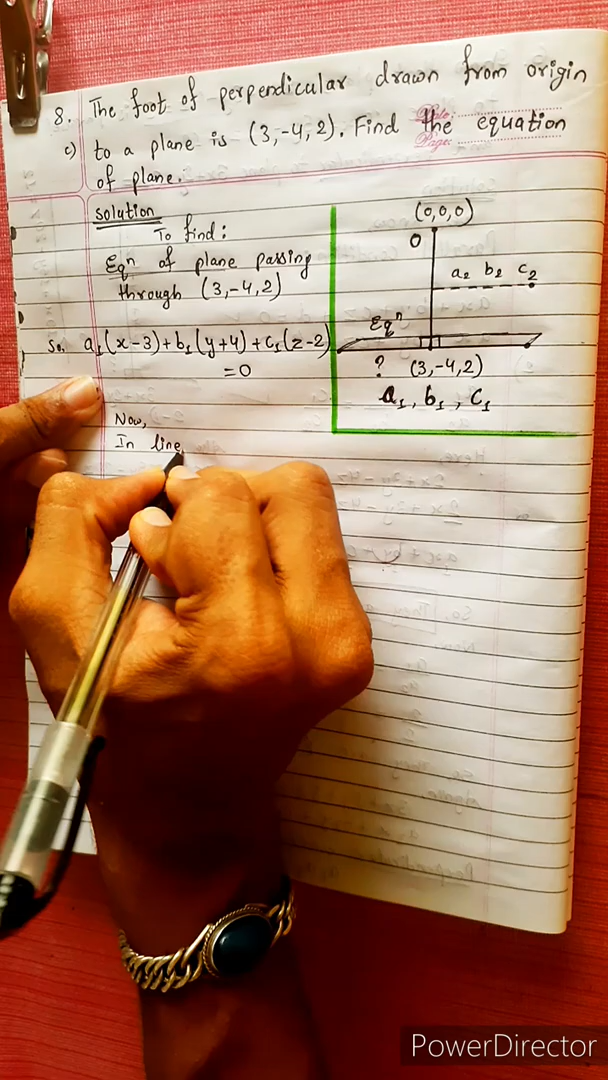 8. The foot of perpendicular drawn from origin
c) to a plane is (3,-4,2). Find the equation
of plane.
Date:
Page:
solution
To find:
Eqⁿ of plane passing
through (3,-4,2)
So, a₁(x-3)+b₁(y+4)+c₁(z-2)
=0
Now,
In line,
(0,0,0)
O
a₂ b₂ c₂
Eqⁿ
? (3,-4,2)
a₁, b₁, c₁
PowerDirector